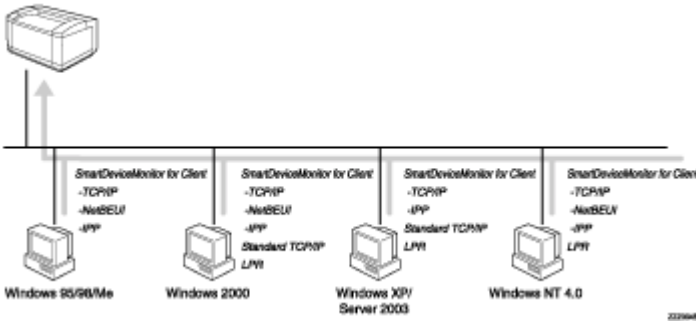 SmartDeviceMonitor for Client
-TCP/IP
-NetBEUI
-IPP
Windows 95/98/Me
SmartDeviceMonitor for Client
-TCP/IP
-NetBEUI
-IPP
Standard TCP/IP
LPR
Windows 2000
SmartDeviceMonitor for Client
-TCP/IP
-IPP
Standard TCP/IP
LPR
Windows XP/
Server 2003
SmartDeviceMonitor for Client
-TCP/IP
-NetBEUI
-IPP
LPR
Windows NT 4.0